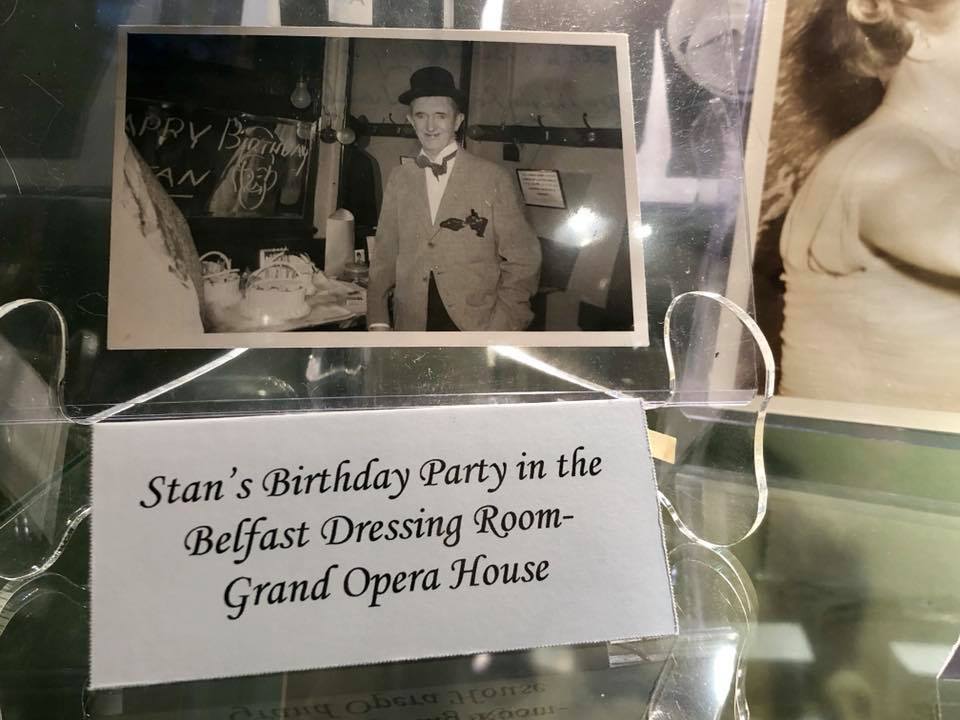 APPY Birthday
AN
Stan's Birthday Party in the
Belfast Dressing Room-
Grand Opera House